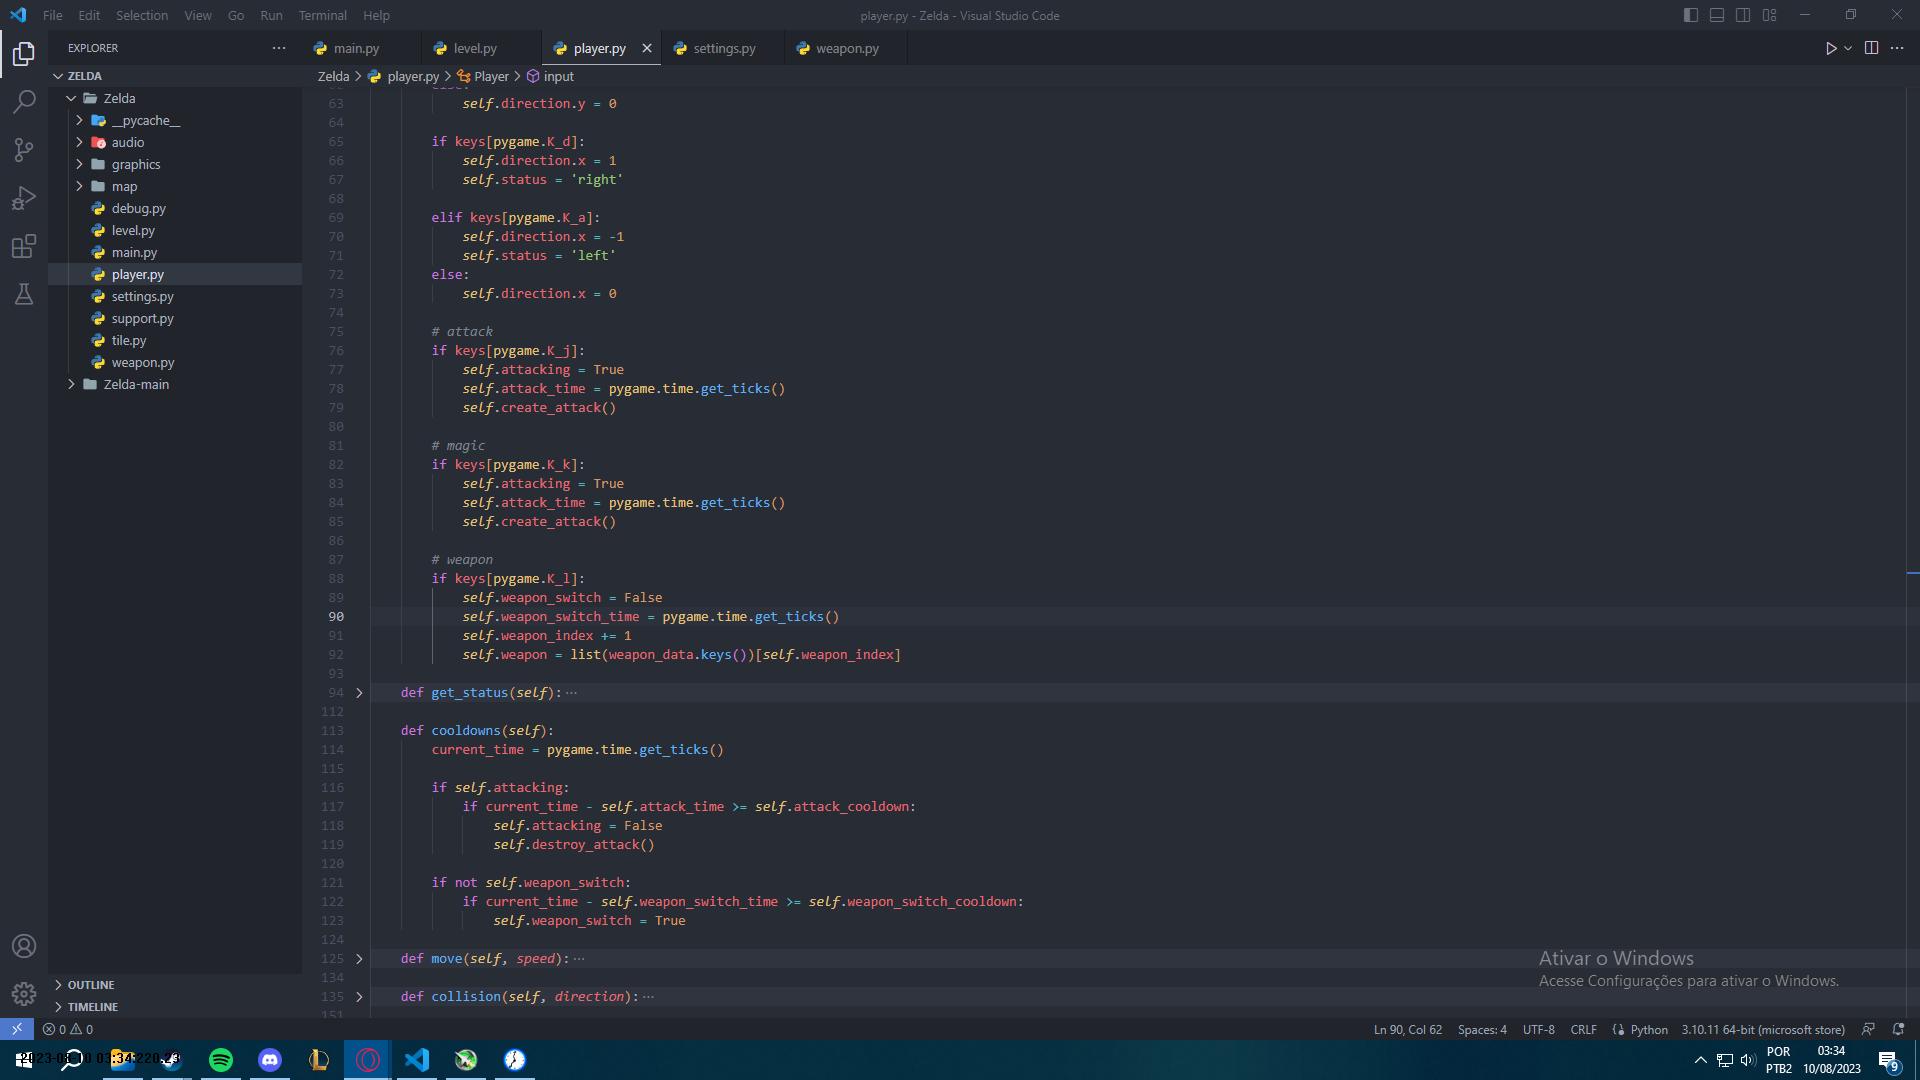 File Edit Selection View Go Run Terminal Help
player.py - Zelda - Visual Studio Code
EXPLORER
main.py
level.py
player.py
settings.py
weapon.py
ZELDA
Zelda > player.py > Player > input
Zelda
__pycache__
audio
graphics
map
debug.py
level.py
main.py
player.py
settings.py
support.py
tile.py
weapon.py
Zelda-main
OUTLINE
TIMELINE
63 self.direction.y = 0
64
65 if keys[pygame.K_d]:
66 self.direction.x = 1
67 self.status = 'right'
68
69 elif keys[pygame.K_a]:
70 self.direction.x = -1
71 self.status = 'left'
72 else:
73 self.direction.x = 0
74
75 # attack
76 if keys[pygame.K_j]:
77 self.attacking = True
78 self.attack_time = pygame.time.get_ticks()
79 self.create_attack()
80
81 # magic
82 if keys[pygame.K_k]:
83 self.attacking = True
84 self.attack_time = pygame.time.get_ticks()
85 self.create_attack()
86
87 # weapon
88 if keys[pygame.K_l]:
89 self.weapon_switch = False
90 self.weapon_switch_time = pygame.time.get_ticks()
91 self.weapon_index += 1
92 self.weapon = list(weapon_data.keys())[self.weapon_index]
93
94 def get_status(self): ···
112
113 def cooldowns(self):
114 current_time = pygame.time.get_ticks()
115
116 if self.attacking:
117 if current_time - self.attack_time >= self.attack_cooldown:
118 self.attacking = False
119 self.destroy_attack()
120
121 if not self.weapon_switch:
122 if current_time - self.weapon_switch_time >= self.weapon_switch_cooldown:
123 self.weapon_switch = True
124
125 def move(self, speed): ···
134
135 def collision(self, direction): ···
151
Ativar o Windows
Acesse Configurações para ativar o Windows.
0 0
Ln 90, Col 62 Spaces: 4 UTF-8 CRLF Python 3.10.11 64-bit (microsoft store)
POR
PTB2
03:34
10/08/2023
9